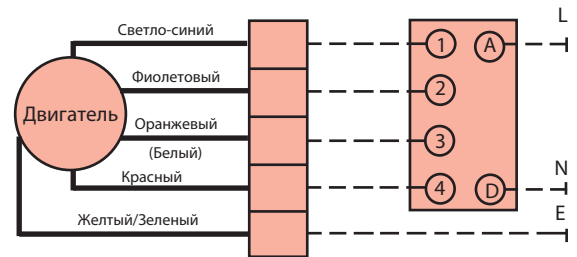 Светло-синий
L
1 A
Фиолетовый
2
Двигатель
Оранжевый
(Белый)
3
Красный
4 D
N
Желтый/Зеленый
E